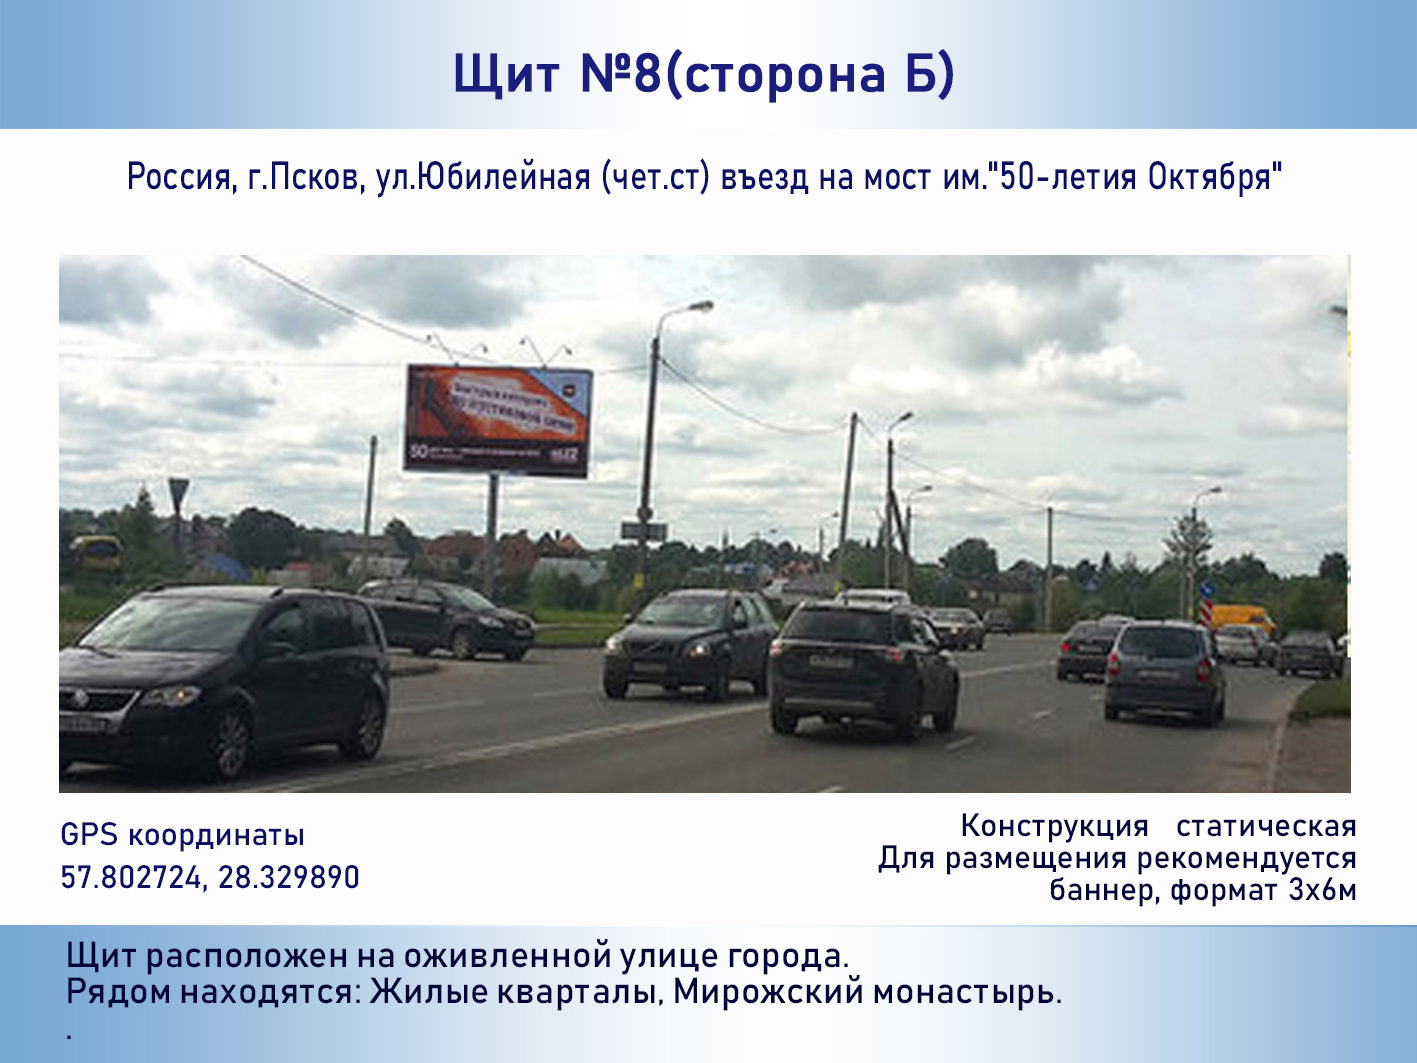 Щит №8(сторона Б)
Россия, г.Псков, ул.Юбилейная (чет.ст) въезд на мост им."50-летия Октября"
50
GPS координаты
57.802724, 28.329890
Конструкция статическая
Для размещения рекомендуется
баннер, формат 3х6м
Щит расположен на оживленной улице города.
Рядом находятся: Жилые кварталы, Мирожский монастырь.
.